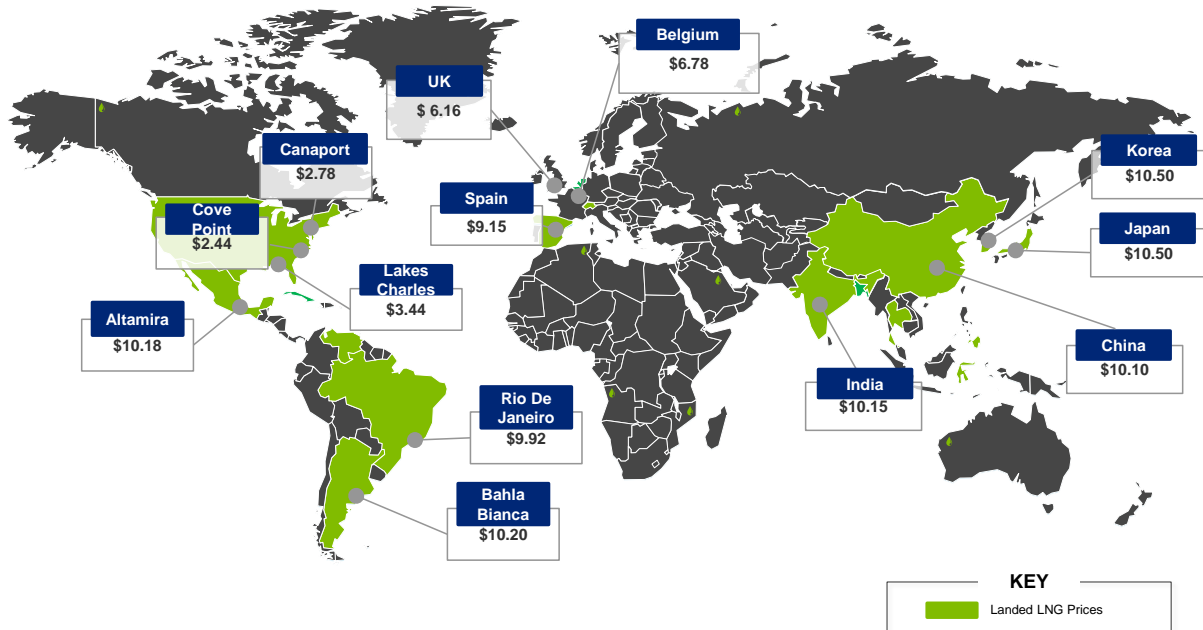 Belgium
$6.78
UK
$ 6.16
Canaport
$2.78
Korea
$10.50
Spain
$9.15
Cove
Point
$2.44
Japan
$10.50
Lakes
Charles
$3.44
Altamira
$10.18
China
$10.10
India
$10.15
Rio De
Janeiro
$9.92
Bahla
Bianca
$10.20
KEY
Landed LNG Prices